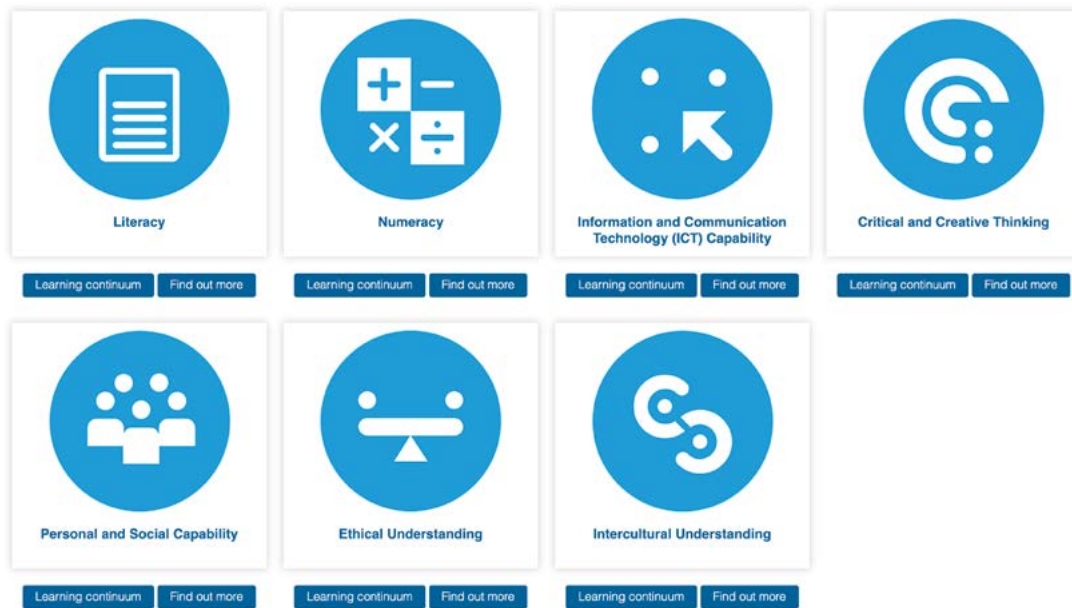 Literacy
Numeracy
Information and Communication
Technology (ICT) Capability
Critical and Creative Thinking
Learning continuum Find out more
Learning continuum Find out more
Learning continuum Find out more
Learning continuum Find out more
Personal and Social Capability
Ethical Understanding
Intercultural Understanding
Learning continuum Find out more
Learning continuum Find out more
Learning continuum Find out more